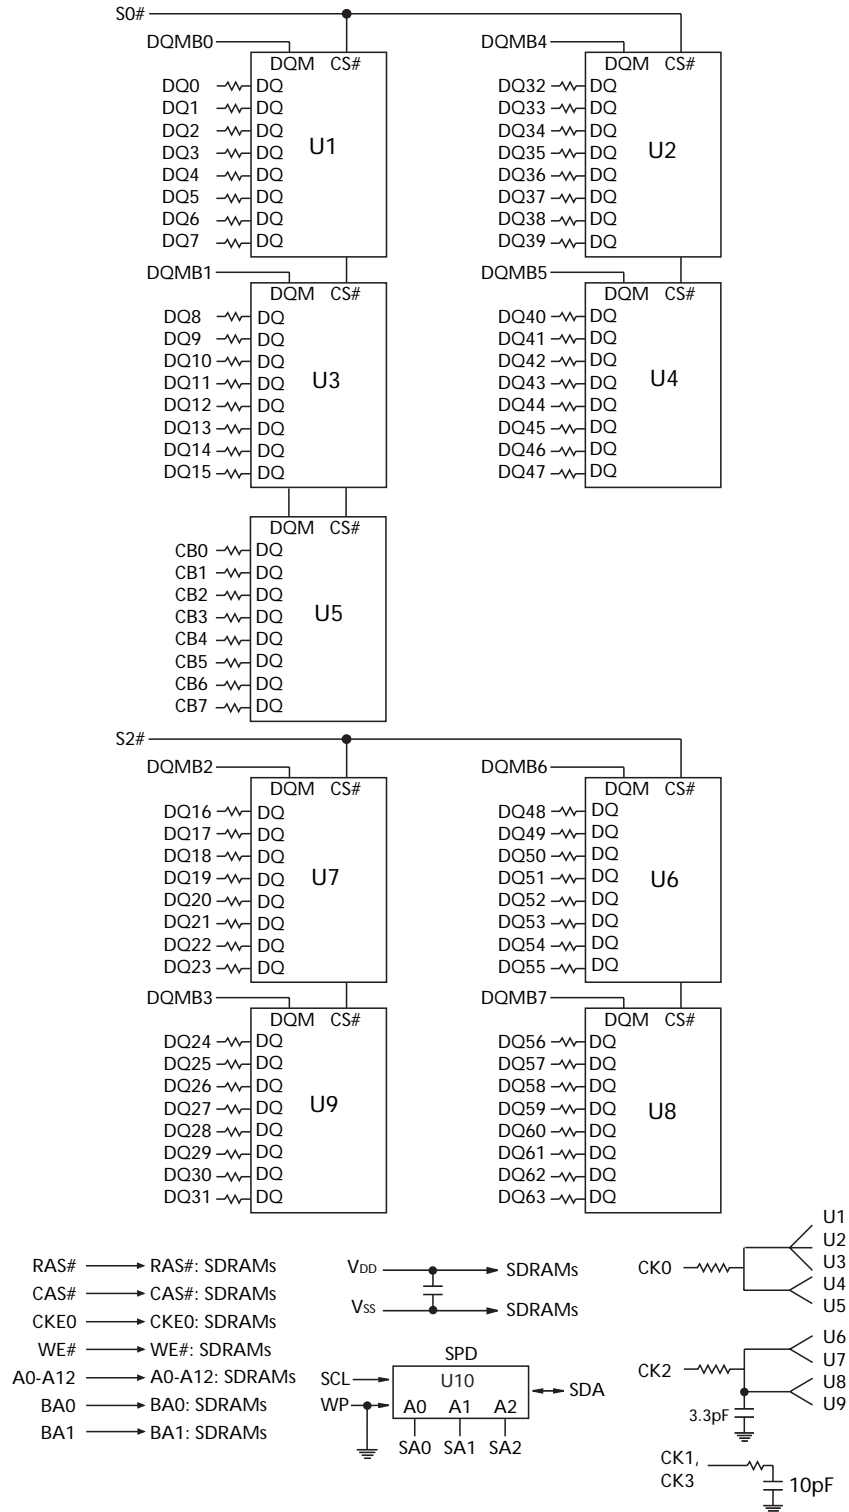 S0#
DQMB0
DQM CS#
DQ0 DQ
DQ1 DQ
DQ2 DQ
DQ3 DQ
DQ4 DQ
DQ5 DQ
DQ6 DQ
DQ7 DQ
U1
DQMB4
DQM CS#
DQ32 DQ
DQ33 DQ
DQ34 DQ
DQ35 DQ
DQ36 DQ
DQ37 DQ
DQ38 DQ
DQ39 DQ
U2
DQMB1
DQM CS#
DQ8 DQ
DQ9 DQ
DQ10 DQ
DQ11 DQ
DQ12 DQ
DQ13 DQ
DQ14 DQ
DQ15 DQ
U3
DQMB5
DQM CS#
DQ40 DQ
DQ41 DQ
DQ42 DQ
DQ43 DQ
DQ44 DQ
DQ45 DQ
DQ46 DQ
DQ47 DQ
U4
DQM CS#
CB0 DQ
CB1 DQ
CB2 DQ
CB3 DQ
CB4 DQ
CB5 DQ
CB6 DQ
CB7 DQ
U5
S2#
DQMB2
DQM CS#
DQ16 DQ
DQ17 DQ
DQ18 DQ
DQ19 DQ
DQ20 DQ
DQ21 DQ
DQ22 DQ
DQ23 DQ
U7
DQMB6
DQM CS#
DQ48 DQ
DQ49 DQ
DQ50 DQ
DQ51 DQ
DQ52 DQ
DQ53 DQ
DQ54 DQ
DQ55 DQ
U6
DQMB3
DQM CS#
DQ24 DQ
DQ25 DQ
DQ26 DQ
DQ27 DQ
DQ28 DQ
DQ29 DQ
DQ30 DQ
DQ31 DQ
U9
DQMB7
DQM CS#
DQ56 DQ
DQ57 DQ
DQ58 DQ
DQ59 DQ
DQ60 DQ
DQ61 DQ
DQ62 DQ
DQ63 DQ
U8
RAS# RAS#: SDRAMs
CAS# CAS#: SDRAMs
CKE0 CKE0: SDRAMs
WE# WE#: SDRAMs
A0-A12 A0-A12: SDRAMs
BA0 BA0: SDRAMs
BA1 BA1: SDRAMs
VDD SDRAMs
VSS SDRAMs
SPD
SCL U10 SDA
WP A0 A1 A2
SA0 SA1 SA2
CK0
U1
U2
U3
U4
U5
CK2
U6
U7
U8
U9
3.3pF
CK1,
CK3
10pF